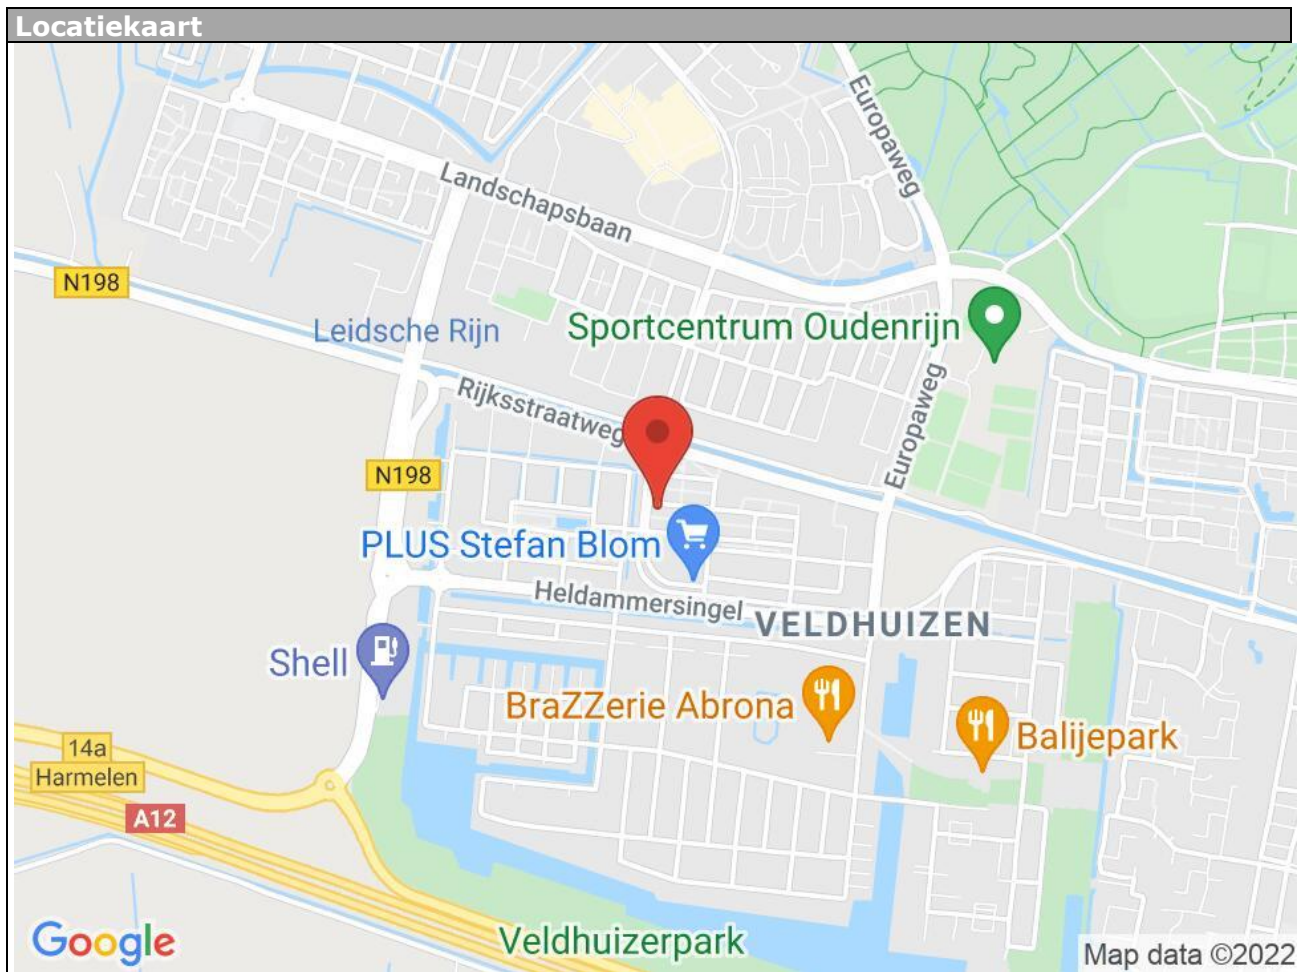 Locatiekaart
Europaweg
Landschapsbaan
N198
Leidsche Rijn
Sportcentrum Oudenrijn
Rijksstraatweg
Europaweg
N198
PLUS Stefan Blom
Heldammersingel
VELDHUIZEN
Shell
BraZZerie Abrona
Balijepark
14a
Harmelen
A12
Veldhuizerpark
Google
Map data ©2022